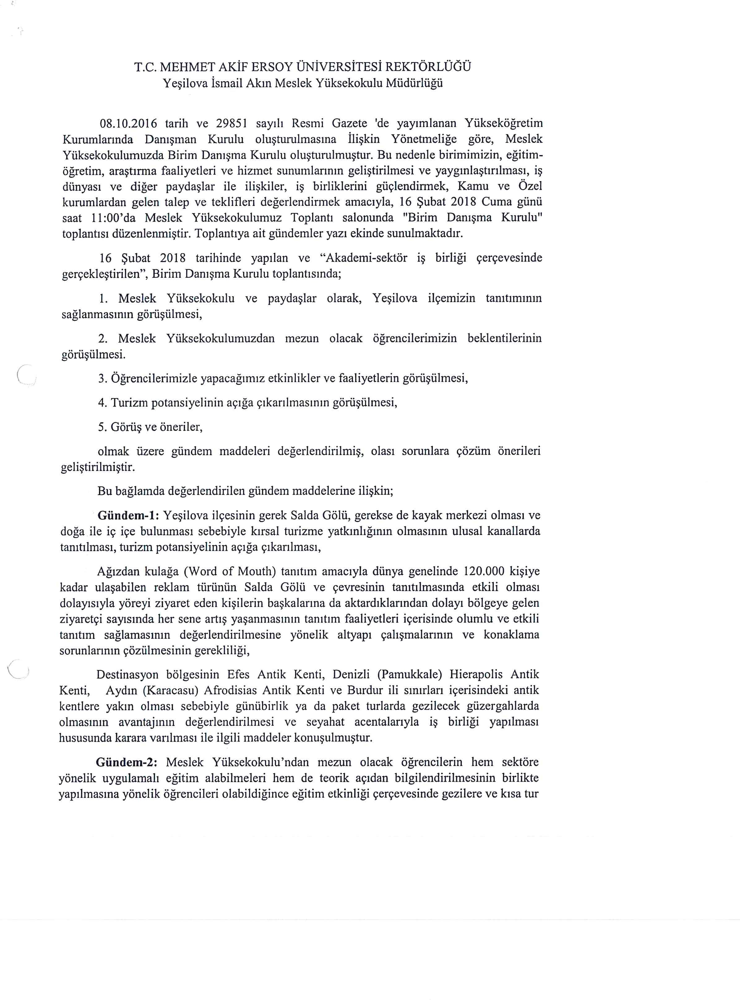 T.C. MEHMET AKİF ERSOY ÜNİVERSİTESİ REKTÖRLÜĞÜ
Yeşilova İsmail Akın Meslek Yüksekokulu Müdürlüğü
08.10.2016 tarih ve 29851 sayılı Resmi Gazete 'de yayımlanan Yükseköğretim
Kurumlarında Danışman Kurulu oluşturulmasına İlişkin Yönetmeliğe göre, Meslek
Yüksekokulumuzda Birim Danışma Kurulu oluşturulmuştur. Bu nedenle birimimizin, eğitim-
öğretim, araştırma faaliyetleri ve hizmet sunumlarının geliştirilmesi ve yaygınlaştırılması, iş
dünyası ve diğer paydaşlar ile ilişkiler, iş birliklerini güçlendirmek, Kamu ve Özel
kurumlardan gelen talep ve teklifleri değerlendirmek amacıyla, 16 Şubat 2018 Cuma günü
saat 11:00’da Meslek Yüksekokulumuz Toplantı salonunda "Birim Danışma Kurulu"
toplantısı düzenlenmiştir. Toplantıya ait gündemler yazı ekinde sunulmaktadır.
16 Şubat 2018 tarihinde yapılan ve “Akademi-sektör iş birliği çerçevesinde
gerçekleştirilen”, Birim Danışma Kurulu toplantısında;
1. Meslek Yüksekokulu ve paydaşlar olarak, Yeşilova ilçemizin tanıtımının
sağlanmasının görüşülmesi,
2. Meslek Yüksekokulumuzdan mezun olacak öğrencilerimizin beklentilerinin
görüşülmesi.
3. Öğrencilerimizle yapacağımız etkinlikler ve faaliyetlerin görüşülmesi,
4. Turizm potansiyelinin açığa çıkarılmasının görüşülmesi,
5. Görüş ve öneriler,
olmak üzere gündem maddeleri değerlendirilmiş, olası sorunlara çözüm önerileri
geliştirilmiştir.
Bu bağlamda değerlendirilen gündem maddelerine ilişkin;
Gündem-1: Yeşilova ilçesinin gerek Salda Gölü, gerekse de kayak merkezi olması ve
doğa ile iç içe bulunması sebebiyle kırsal turizme yatkınlığının olmasının ulusal kanallarda
tanıtılması, turizm potansiyelinin açığa çıkarılması,
Ağızdan kulağa (Word of Mouth) tanıtım amacıyla dünya genelinde 120.000 kişiye
kadar ulaşabilen reklam türünün Salda Gölü ve çevresinin tanıtılmasında etkili olması
dolayısıyla yöreyi ziyaret eden kişilerin başkalarına da aktardıklarından dolayı bölgeye gelen
ziyaretçi sayısında her sene artış yaşanmasının tanıtım faaliyetleri içerisinde olumlu ve etkili
tanıtım sağlamasının değerlendirilmesine yönelik altyapı çalışmalarının ve konaklama
sorunlarının çözülmesinin gerekliliği,
Destinasyon bölgesinin Efes Antik Kenti, Denizli (Pamukkale) Hierapolis Antik
Kenti, Aydın (Karacasu) Afrodisias Antik Kenti ve Burdur ili sınırları içerisindeki antik
kentlere yakın olması sebebiyle günübirlik ya da paket turlarda gezilecek güzergahlarda
olmasının avantajının değerlendirilmesi ve seyahat acentalarıyla iş birliği yapılması
hususunda karara varılması ile ilgili maddeler konuşulmuştur.
Gündem-2: Meslek Yüksekokulu’ndan mezun olacak öğrencilerin hem sektöre
yönelik uygulamalı eğitim alabilmeleri hem de teorik açıdan bilgilendirilmesinin birlikte
yapılmasına yönelik öğrencileri olabildiğince eğitim etkinliği çerçevesinde gezilere ve kısa tur